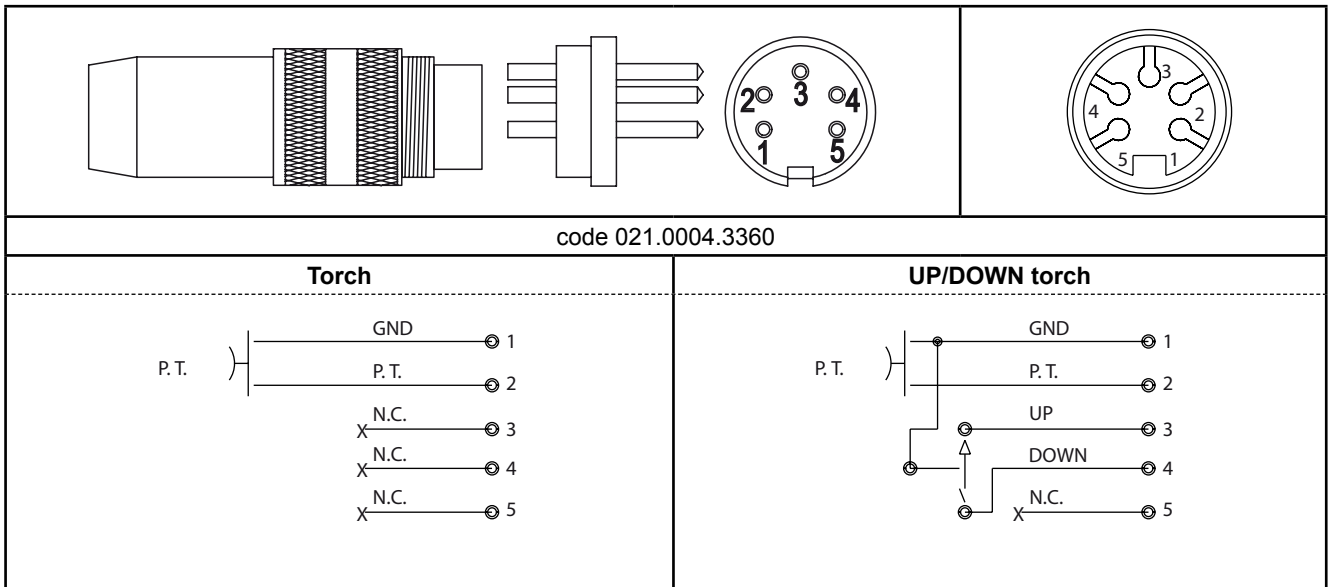 2 3 4
1 5
3
4 2
5 1
code 021.0004.3360
Torch
GND 1
P. T. P. T. 2
N.C. 3
X
N.C. 4
X
N.C. 5
X
UP/DOWN torch
GND 1
P. T. P. T. 2
UP 3
DOWN 4
N.C. 5
X